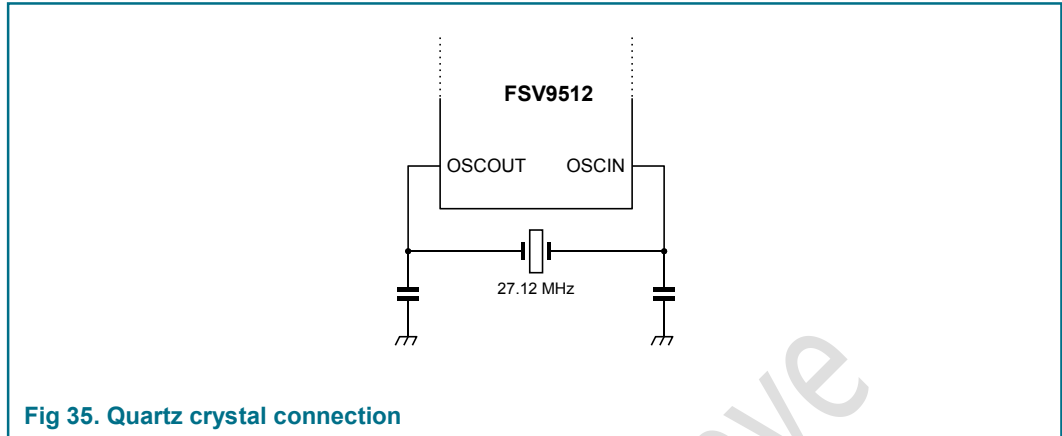 FSV9512
OSCOUT OSCIN
27.12 MHz
Fig 35. Quartz crystal connection